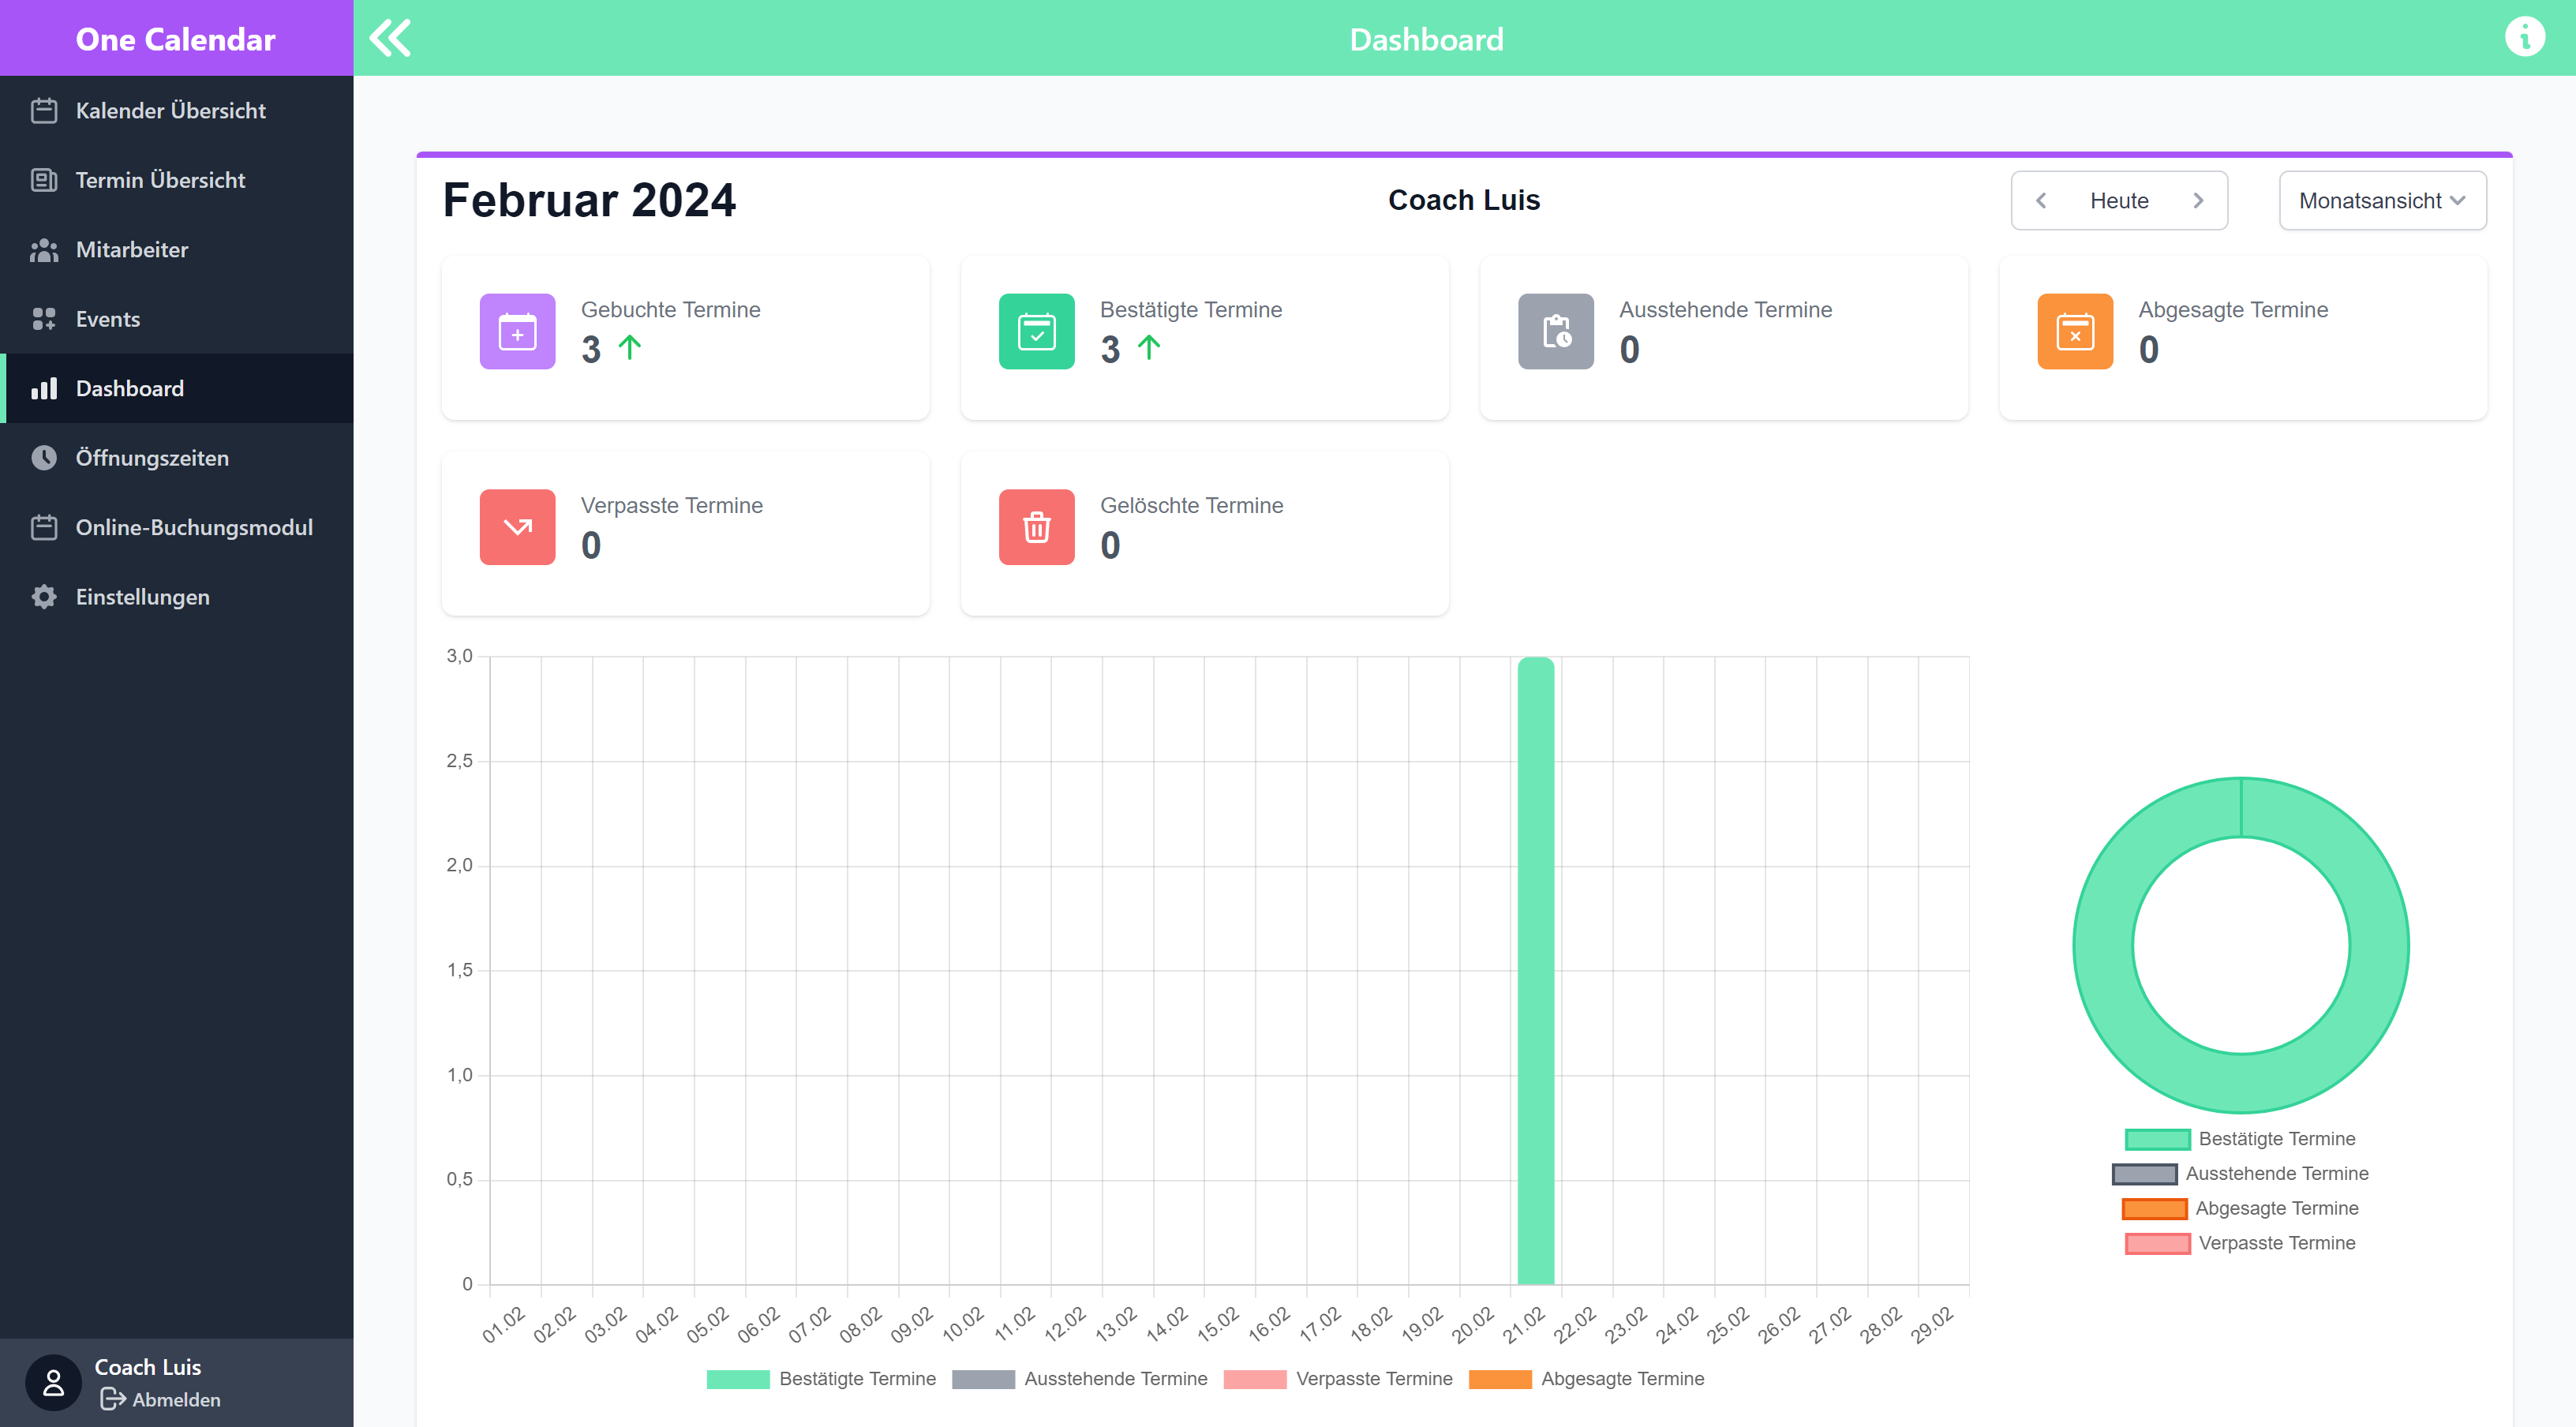 One Calendar
Dashboard
Kalender Übersicht
Termin Übersicht
Mitarbeiter
Events
Dashboard
Öffnungszeiten
Online-Buchungsmodul
Einstellungen
Coach Luis
Abmelden
Februar 2024
Coach Luis
Heute
Monatsansicht
Gebuchte Termine
3
Bestätigte Termine
3
Ausstehende Termine
0
Abgesagte Termine
0
Verpasste Termine
0
Gelöschte Termine
0
3,0
2,5
2,0
1,5
1,0
0,5
0
01.02 02.02 03.02 04.02 05.02 06.02 07.02 08.02 09.02 10.02 11.02 12.02 13.02 14.02 15.02 16.02 17.02 18.02 19.02 20.02 21.02 22.02 23.02 24.02 25.02 26.02 27.02 28.02 29.02
Bestätigte Termine Ausstehende Termine Verpasste Termine Abgesagte Termine
Bestätigte Termine
Ausstehende Termine
Abgesagte Termine
Verpasste Termine